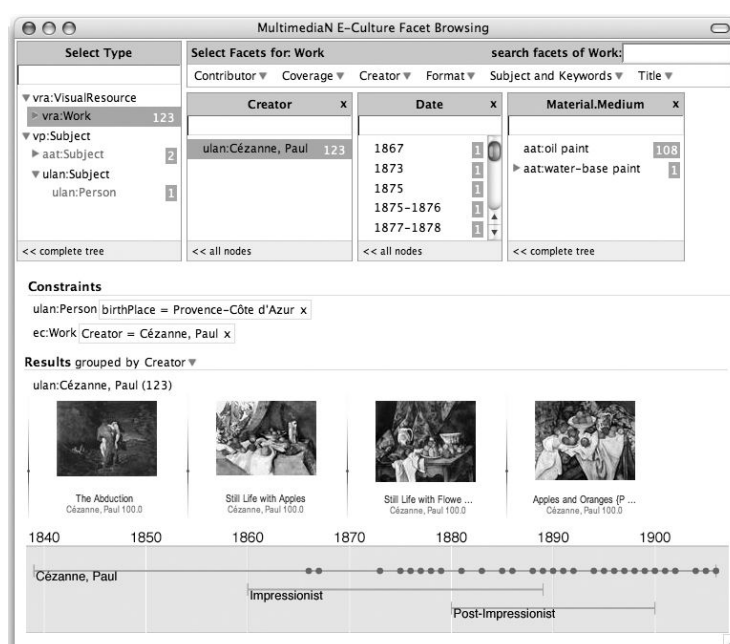 MultimediaN E-Culture Facet Browsing
Select Type
Select Facets for: Work search facets of Work:
Contributor ▼ Coverage ▼ Creator ▼ Format ▼ Subject and Keywords ▼ Title ▼
▼ vra:VisualResource
▶ vra:Work 123
▼ vp:Subject
▶ aat:Subject 2
▼ ulan:Subject
ulan:Person 1
<< complete tree
Creator x
ulan:Cézanne, Paul 123
<< all nodes
Date x
1867 1
1873 1
1875 1
1875-1876 1
1877-1878 1
<< all nodes
Material.Medium x
aat:oil paint 108
▶ aat:water-base paint 1
<< complete tree
Constraints
ulan:Person birthPlace = Provence-Côte d'Azur x
ec:Work Creator = Cézanne, Paul x
Results grouped by Creator ▼
ulan:Cézanne, Paul (123)
The Abduction
Cézanne, Paul 100.0
Still Life with Apples
Cézanne, Paul 100.0
Still Life with Flowe ...
Cézanne, Paul 100.0
Apples and Oranges {P ...
Cézanne, Paul 100.0
1840 1850 1860 1870 1880 1890 1900
Cézanne, Paul
Impressionist
Post-Impressionist